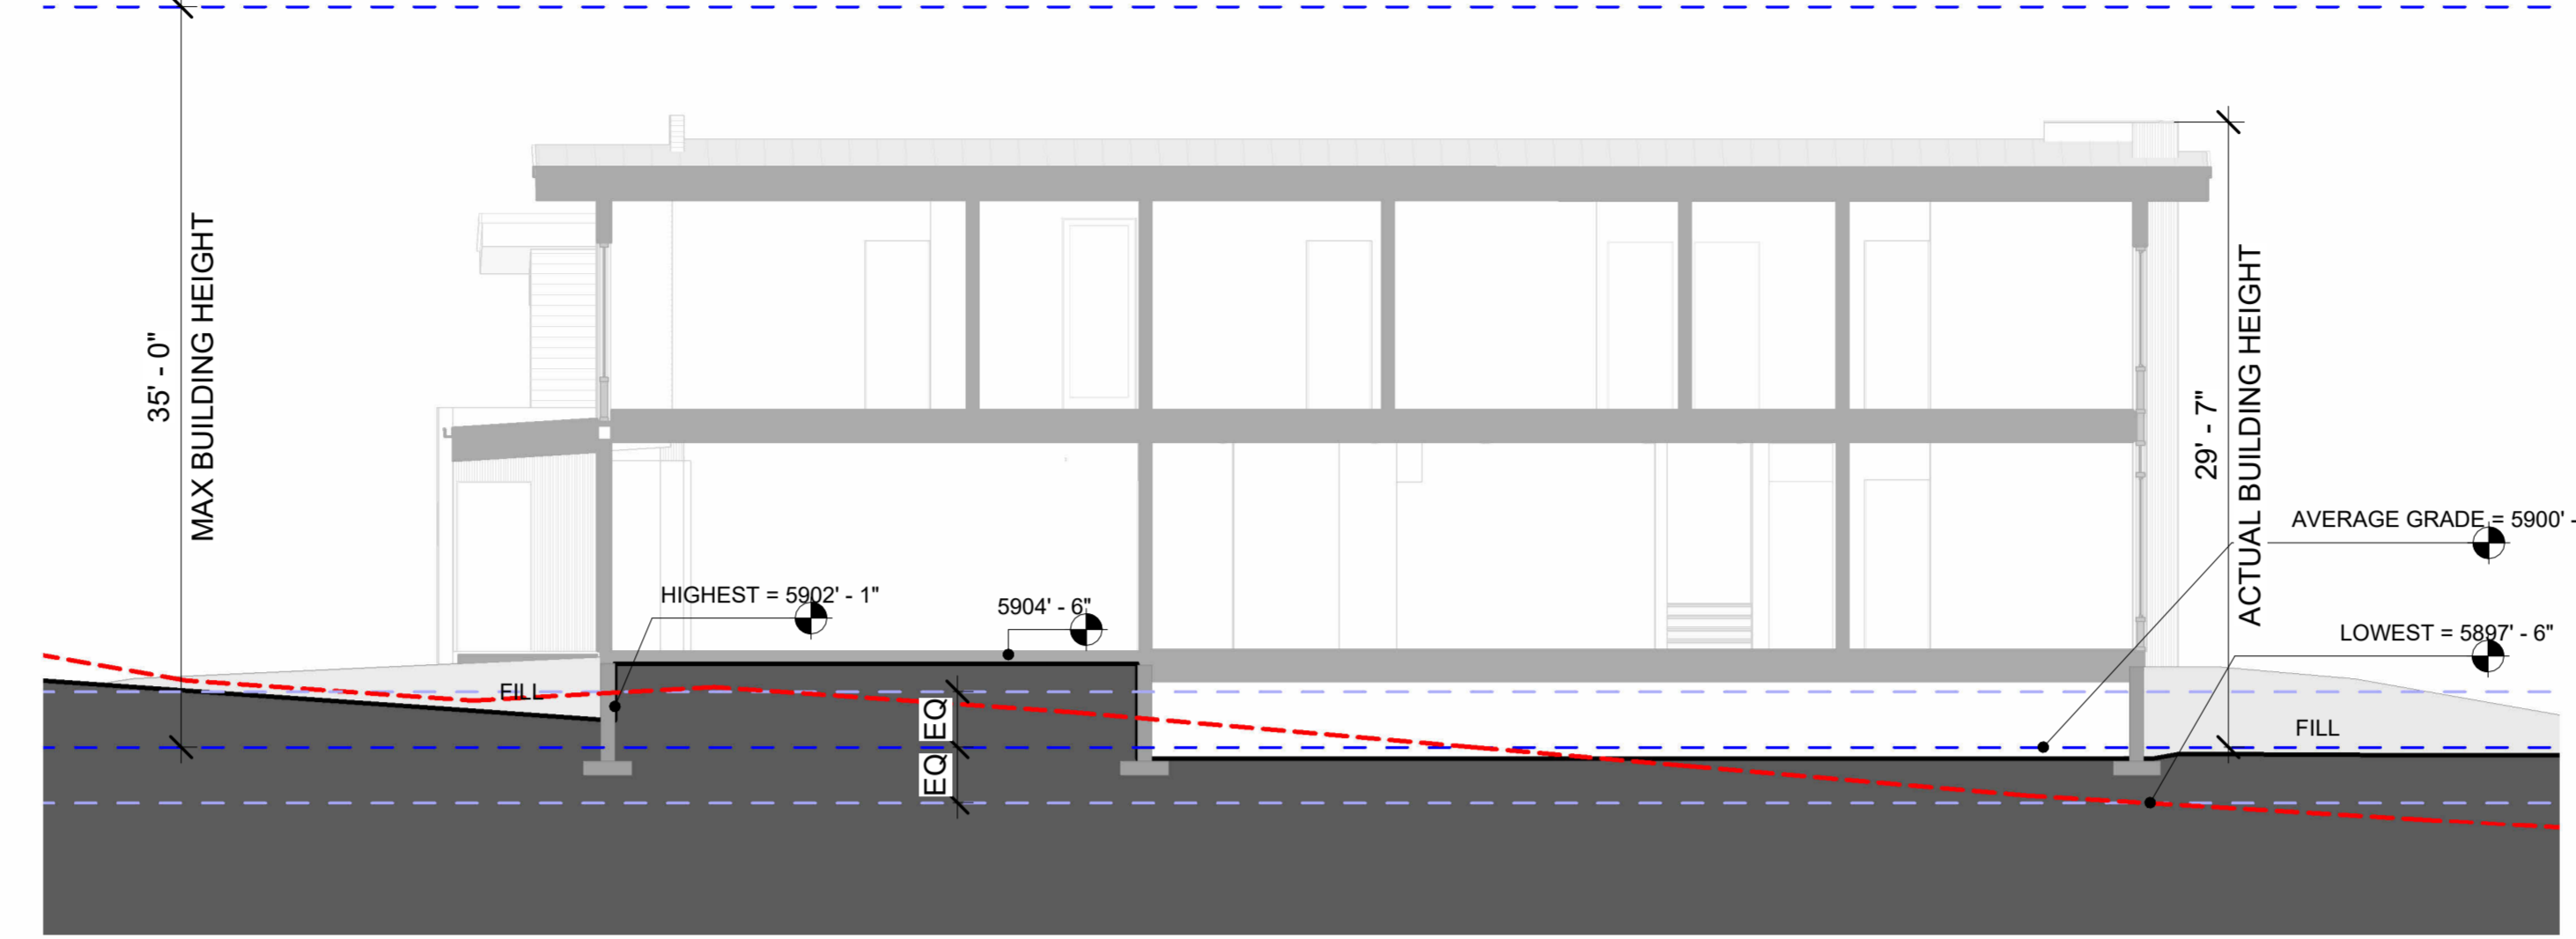 35' - 0"
MAX BUILDING HEIGHT
29' - 7"
ACTUAL BUILDING HEIGHT
AVERAGE GRADE = 5900' -
HIGHEST = 5902' - 1"
5904' - 6"
LOWEST = 5897' - 6"
FILL
EQ
EQ
FILL